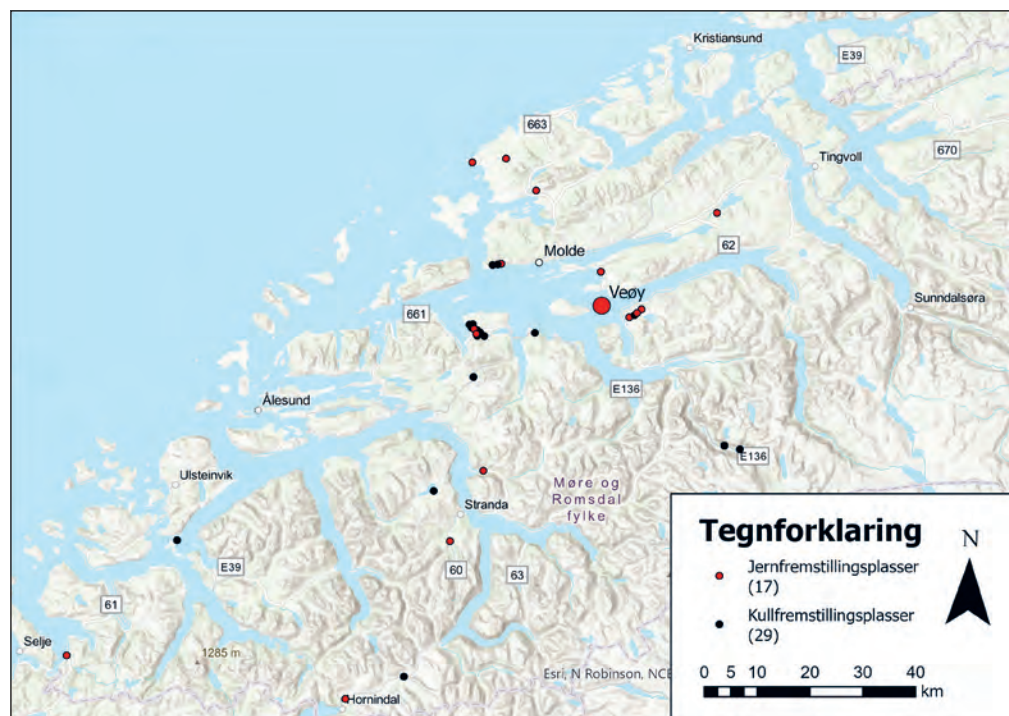 Kristiansund
E39
663
670
Tingvoll
Molde
62
Veøy
Sunndalsøra
661
E136
Ålesund
E136
Ulsteinvik
Møre og
Romsdal
fylke
Stranda
E39
60
63
61
Selje
1285 m
Hornindal
Esri, N Robinson, NCE
Tegnforklaring
N
Jernfremstillingsplasser
(17)
Kullfremstillingsplasser
(29)
0 5 10 20 30 40
km